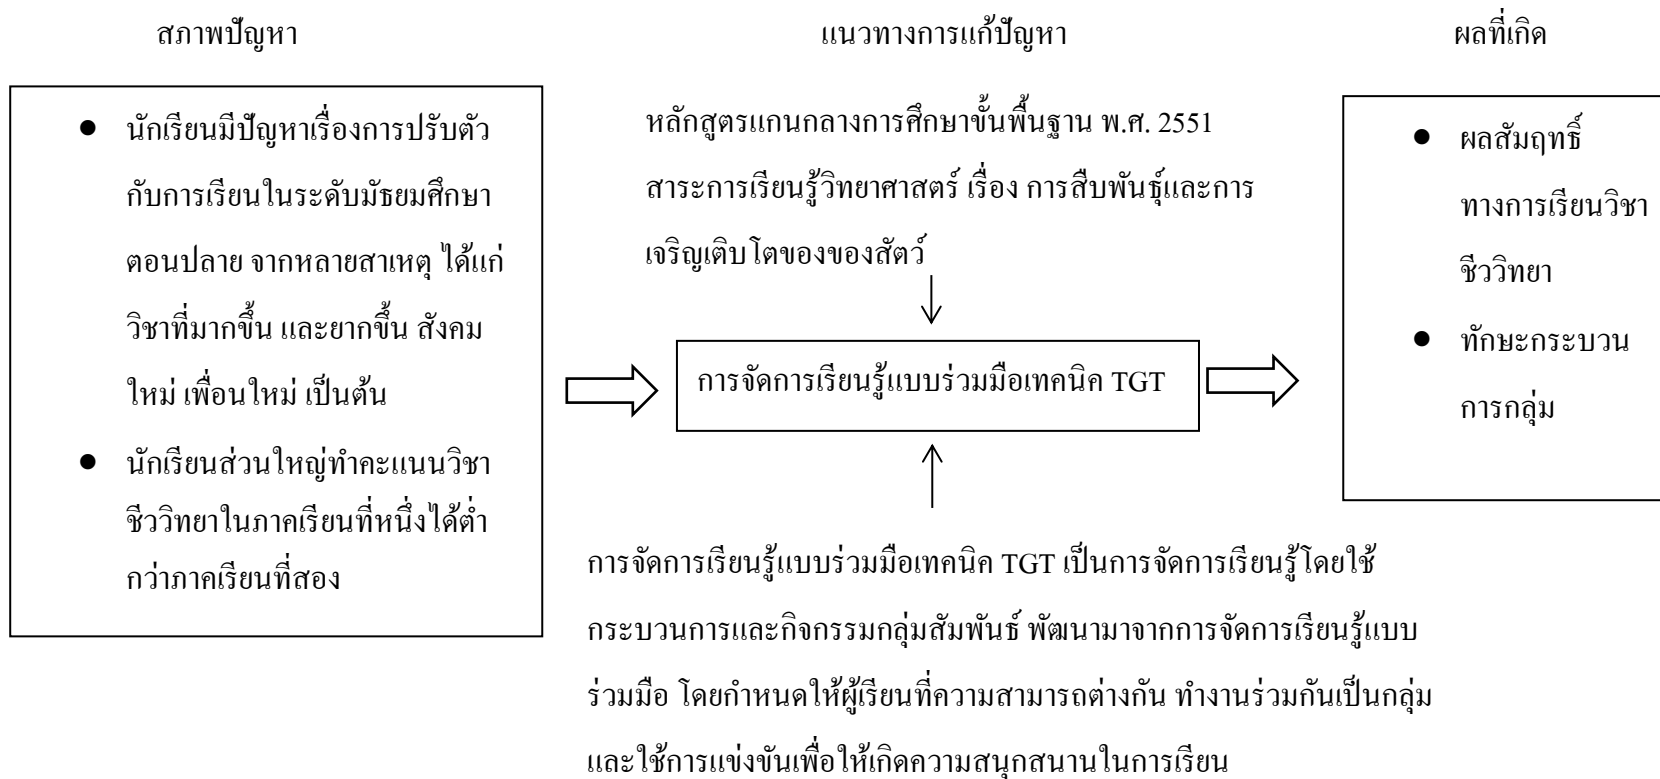 สภาพปัญหา
นักเรียนมีปัญหาเรื่องการปรับตัว
กับการเรียนในระดับมัธยมศึกษา
ตอนปลาย จากหลายสาเหตุ ได้แก่
วิชาที่มากขึ้น และยากขึ้น สังคม
ใหม่ เพื่อนใหม่ เป็นต้น
นักเรียนส่วนใหญ่ทำคะแนนวิชา
ชีววิทยาในภาคเรียนที่หนึ่งได้ต่ำ
กว่าภาคเรียนที่สอง
แนวทางการแก้ปัญหา
หลักสูตรแกนกลางการศึกษาขั้นพื้นฐาน พ.ศ. 2551
สาระการเรียนรู้วิทยาศาสตร์ เรื่อง การสืบพันธุ์และการ
เจริญเติบโตของของสัตว์
การจัดการเรียนรู้แบบร่วมมือเทคนิค TGT
การจัดการเรียนรู้แบบร่วมมือเทคนิค TGT เป็นการจัดการเรียนรู้โดยใช้
กระบวนการและกิจกรรมกลุ่มสัมพันธ์ พัฒนามาจากการจัดการเรียนรู้แบบ
ร่วมมือ โดยกำหนดให้ผู้เรียนที่ความสามารถต่างกัน ทำงานร่วมกันเป็นกลุ่ม
และใช้การแข่งขันเพื่อให้เกิดความสนุกสนานในการเรียน
ผลที่เกิด
ผลสัมฤทธิ์
ทางการเรียนวิชา
ชีววิทยา
ทักษะกระบวน
การกลุ่ม